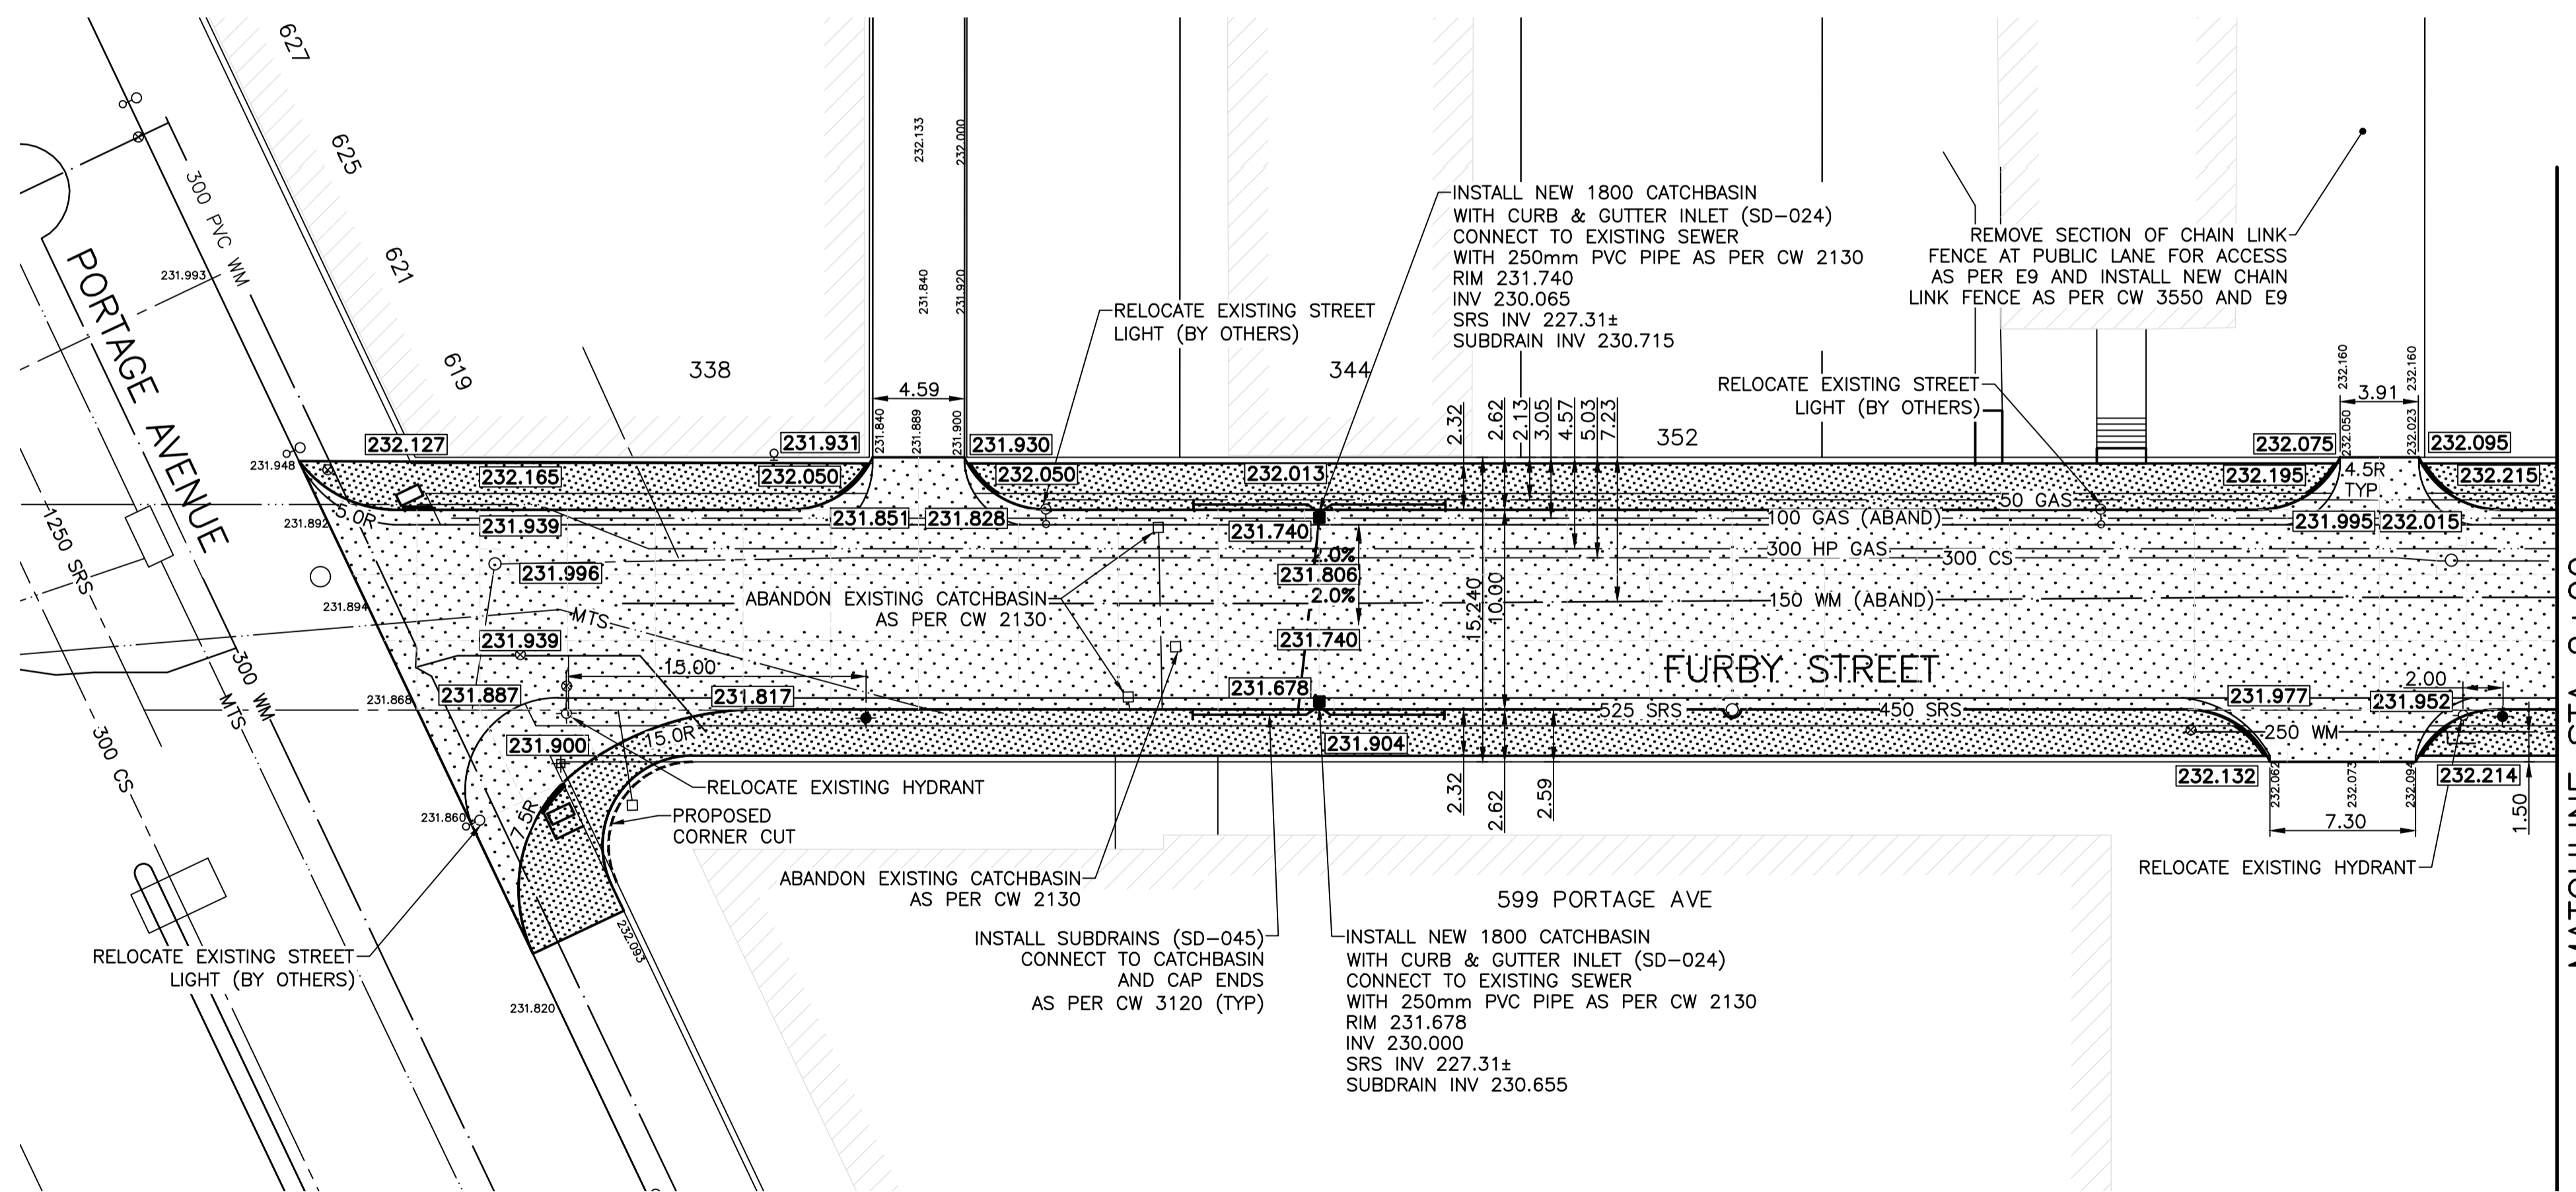 627
625
621
619
300 PVC WM
231.993
PORTAGE AVENUE
1250 SRS
300 CS
MTS
300 WM
232.133
232.000
231.840
231.920
INSTALL NEW 1800 CATCHBASIN
WITH CURB & GUTTER INLET (SD-024)
CONNECT TO EXISTING SEWER
WITH 250mm PVC PIPE AS PER CW 2130
RIM 231.740
INV 230.065
SRS INV 227.31±
SUBDRAIN INV 230.715
REMOVE SECTION OF CHAIN LINK
FENCE AT PUBLIC LANE FOR ACCESS
AS PER E9 AND INSTALL NEW CHAIN
LINK FENCE AS PER CW 3550 AND E9
RELOCATE EXISTING STREET
LIGHT (BY OTHERS)
338
344
352
RELOCATE EXISTING STREET
LIGHT (BY OTHERS)
4.59
231.840
231.889
231.900
2.32
2.62
2.13
3.05
4.57
5.03
7.23
232.160
232.160
3.91
232.050
232.023
232.127
231.931
231.930
232.075
232.095
231.948
232.165
232.050
232.050
232.013
232.195
4.5R
TYP
232.215
50 GAS
231.892
5.0R
231.939
231.851
231.828
231.740
100 GAS (ABAND)
231.995
232.015
2.0%
300 HP GAS
300 CS
231.996
231.806
2.0%
15.240
10.00
231.894
ABANDON EXISTING CATCHBASIN
AS PER CW 2130
150 WM (ABAND)
MTS
231.939
231.740
15.00
FURBY STREET
231.868
231.887
231.817
231.678
2.00
231.977
231.952
525 SRS
450 SRS
15.0R
231.900
231.904
250 WM
RELOCATE EXISTING HYDRANT
2.32
2.62
2.59
232.132
232.062
232.073
232.094
232.214
1.50
7.30
7.5R
231.860
PROPOSED
CORNER CUT
RELOCATE EXISTING HYDRANT
ABANDON EXISTING CATCHBASIN
AS PER CW 2130
599 PORTAGE AVE
INSTALL SUBDRAINS (SD-045)
CONNECT TO CATCHBASIN
AND CAP ENDS
AS PER CW 3120 (TYP)
INSTALL NEW 1800 CATCHBASIN
WITH CURB & GUTTER INLET (SD-024)
CONNECT TO EXISTING SEWER
WITH 250mm PVC PIPE AS PER CW 2130
RIM 231.678
INV 230.000
SRS INV 227.31±
SUBDRAIN INV 230.655
RELOCATE EXISTING STREET
LIGHT (BY OTHERS)
232.093
231.820